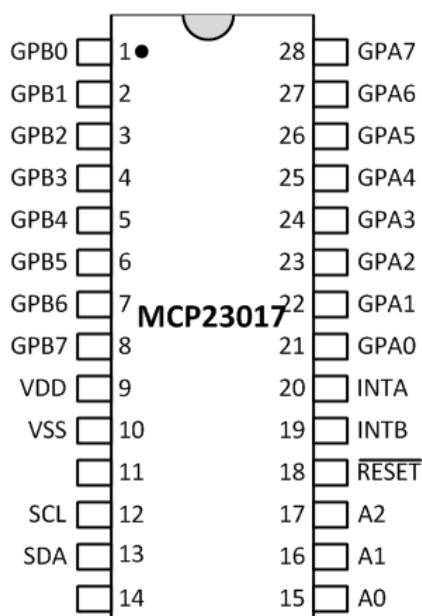 GPB0 1 28 GPA7
GPB1 2 27 GPA6
GPB2 3 26 GPA5
GPB3 4 25 GPA4
GPB4 5 24 GPA3
GPB5 6 23 GPA2
GPB6 7 22 GPA1
MCP23017
GPB7 8 21 GPA0
VDD 9 20 INTA
VSS 10 19 INTB
11 18 RESET
SCL 12 17 A2
SDA 13 16 A1
14 15 A0